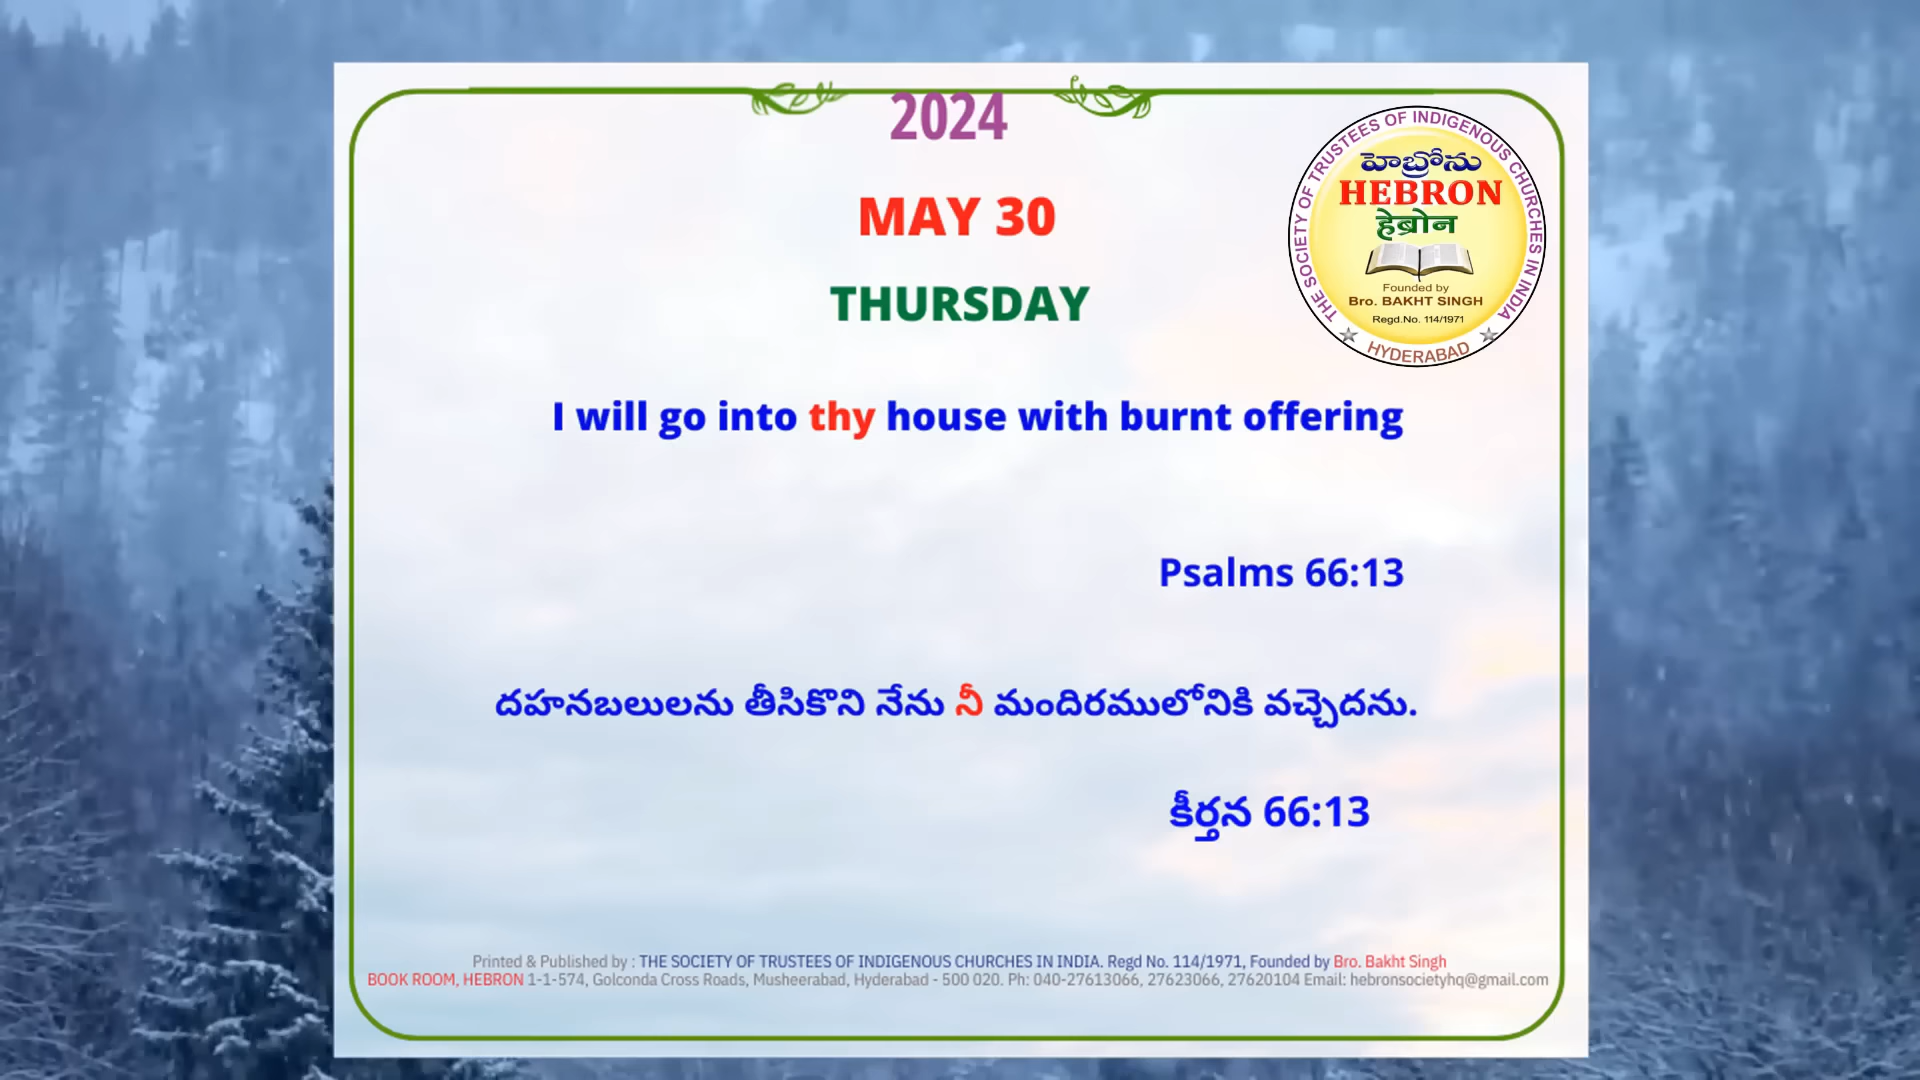 2024
MAY 30
THURSDAY
THE SOCIETY OF TRUSTEES OF INDIGENOUS CHURCHES IN INDIA
హెబ్రోను
HEBRON
हेब्रोन
Founded by
Bro. BAKHT SINGH
Regd.No. 114/1971
HYDERABAD
I will go into thy house with burnt offering
Psalms 66:13
దహనబలులను తీసికొని నేను నీ మందిరములోనికి వచ్చెదను.
కీర్తన 66:13
Printed & Published by : THE SOCIETY OF TRUSTEES OF INDIGENOUS CHURCHES IN INDIA. Regd No. 114/1971, Founded by Bro. Bakht Singh
BOOK ROOM, HEBRON 1-1-574, Golconda Cross Roads, Musheerabad, Hyderabad - 500 020. Ph: 040-27613066, 27623066, 27620104 Email: hebronsocietyhq@gmail.com